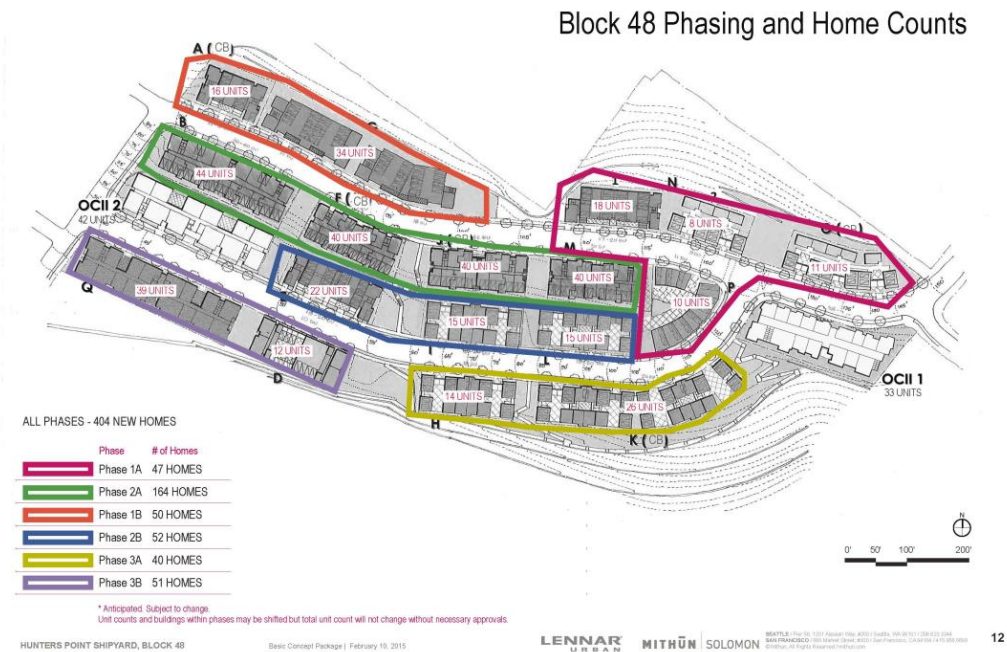 Block 48 Phasing and Home Counts
A (CB)
16 UNITS
G
34 UNITS
B
44 UNITS
F (CB)
OCII 2
42 UNITS
40 UNITS
40 UNITS
M
40 UNITS
1
N
2
18 UNITS
8 UNITS
11 UNITS
P
10 UNITS
22 UNITS
15 UNITS
15 UNITS
39 UNITS
Q
12 UNITS
D
14 UNITS
H
26 UNITS
K (CB)
OCII 1
33 UNITS
ALL PHASES - 404 NEW HOMES
Phase # of Homes
Phase 1A 47 HOMES
Phase 2A 164 HOMES
Phase 1B 50 HOMES
Phase 2B 52 HOMES
Phase 3A 40 HOMES
Phase 3B 51 HOMES
* Anticipated. Subject to change.
Unit counts and buildings within phases may be shifted but total unit count will not change without necessary approvals.
N
0' 50' 100' 200'
HUNTERS POINT SHIPYARD, BLOCK 48
Basic Concept Package | February 10, 2015
LENNAR
URBAN
MITHŪN | SOLOMON
12